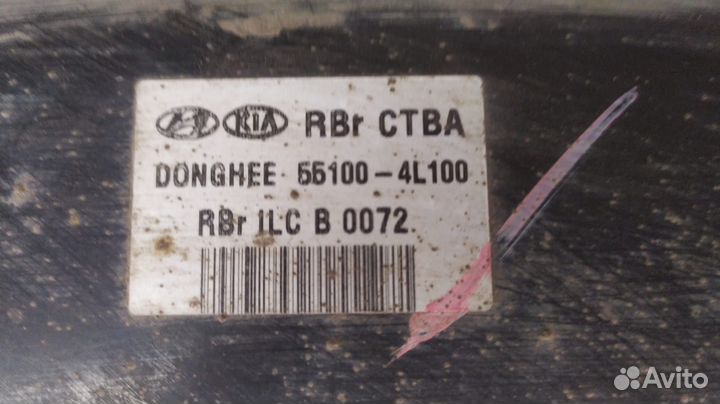 KIA RBr CTBA
DONGHEE 55100-4L100
RBr ILC B 0072
Avito